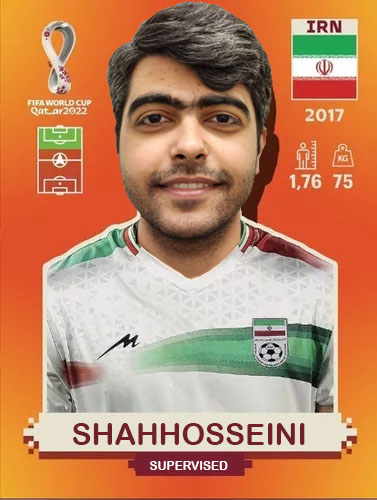 IRN
FIFA WORLD CUP
Qatar2022
2017
KG
1,76 75
SHAHHOSSEINI
SUPERVISED